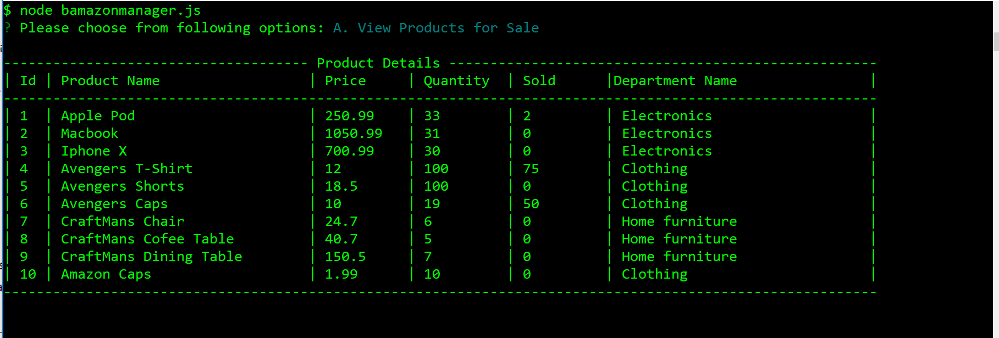 $ node bamazonmanager.js
? Please choose from following options: A. View Products for Sale
------------------------------------- Product Details ----------------------------------------------------
| Id | Product Name                  | Price     | Quantity  | Sold      |Department Name                |
----------------------------------------------------------------------------------------------------------
| 1  | Apple Pod                     | 250.99    | 33        | 2         | Electronics                   |
| 2  | Macbook                       | 1050.99   | 31        | 0         | Electronics                   |
| 3  | Iphone X                      | 700.99    | 30        | 0         | Electronics                   |
| 4  | Avengers T-Shirt              | 12        | 100       | 75        | Clothing                      |
| 5  | Avengers Shorts               | 18.5      | 100       | 0         | Clothing                      |
| 6  | Avengers Caps                 | 10        | 19        | 50        | Clothing                      |
| 7  | CraftMans Chair               | 24.7      | 6         | 0         | Home furniture                |
| 8  | CraftMans Cofee Table         | 40.7      | 5         | 0         | Home furniture                |
| 9  | CraftMans Dining Table        | 150.5     | 7         | 0         | Home furniture                |
| 10 | Amazon Caps                   | 1.99      | 10        | 0         | Clothing                      |
----------------------------------------------------------------------------------------------------------